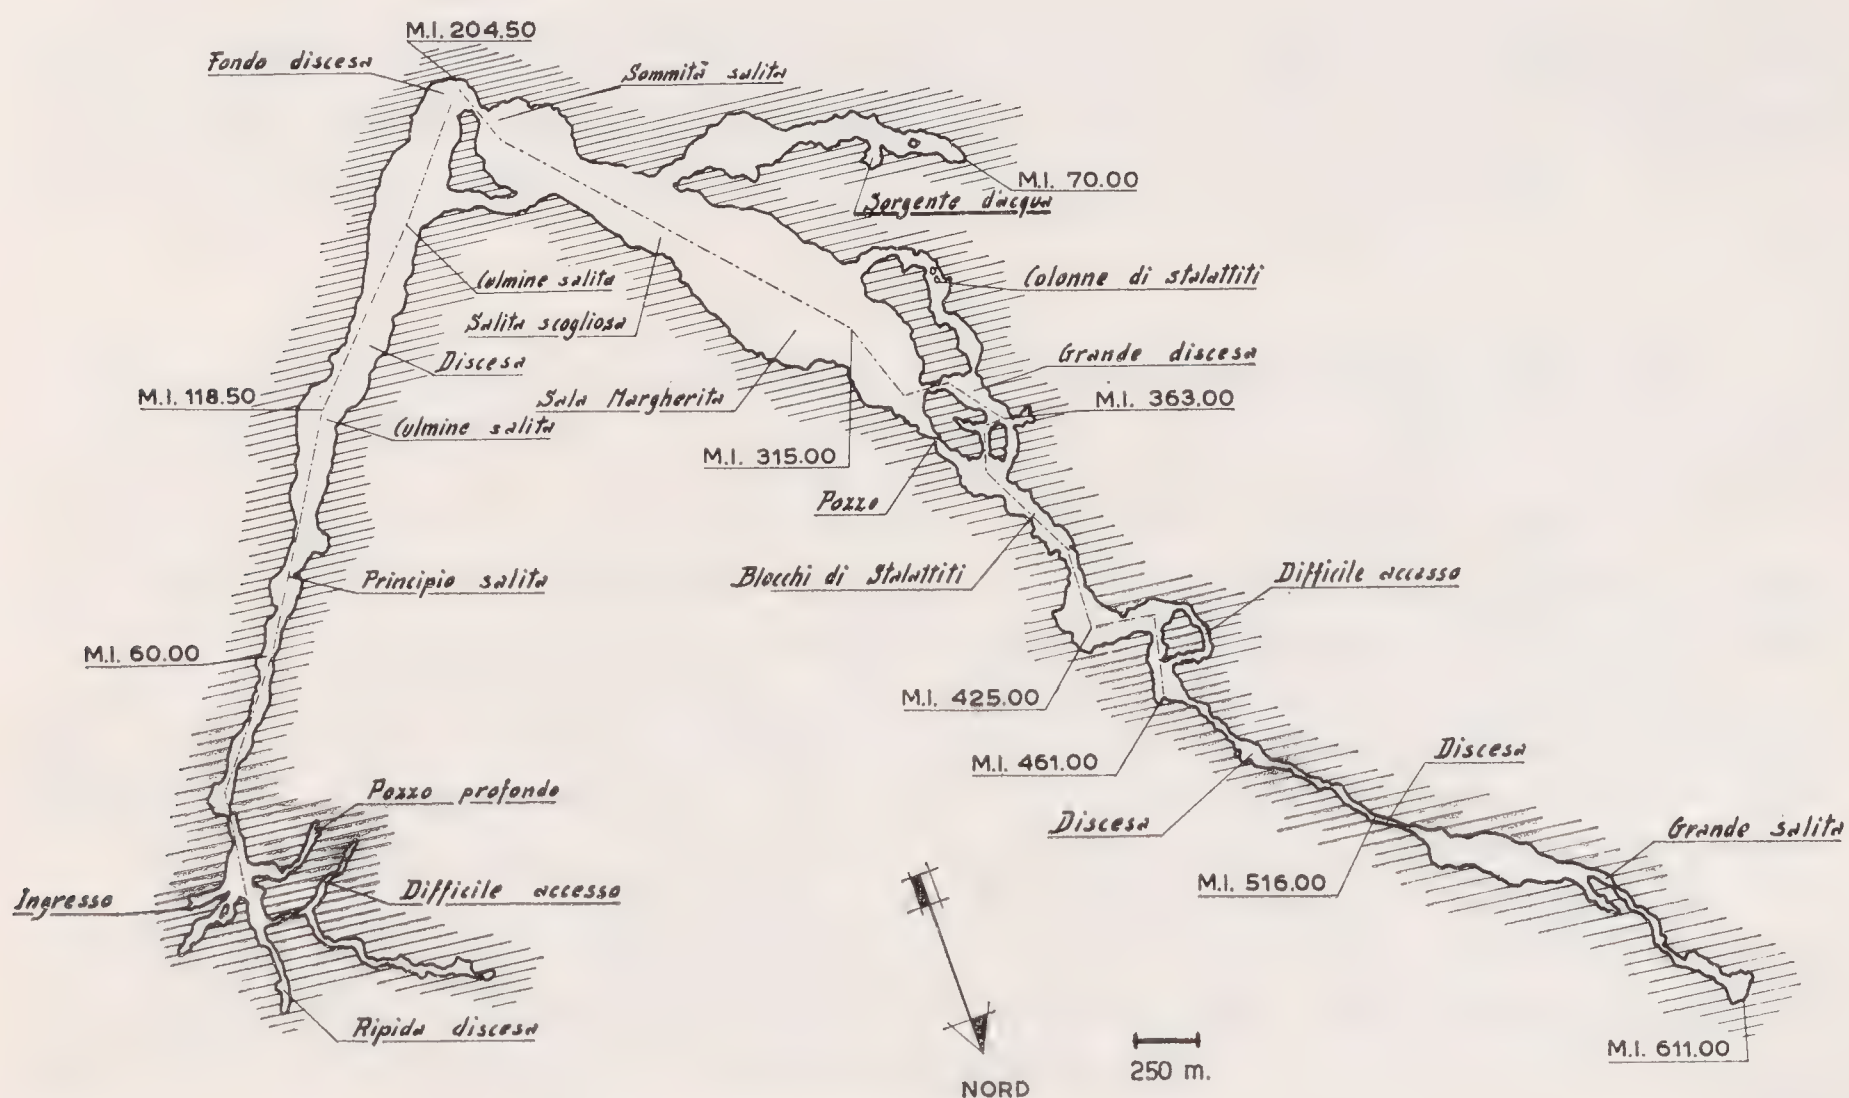 M.I. 204.50
Fondo discesa
Sommità salita
M.I. 70.00
Sorgente d'acqua
Culmine salita
Colonne di stalattiti
Salita scogliosa
Discesa
Grande discesa
M.I. 118.50
Sala Margherita
M.I. 363.00
Culmine salita
M.I. 315.00
Pozzo
Principio salita
Blocchi di Stalattiti
Difficile accesso
M.I. 60.00
M.I. 425.00
M.I. 461.00
Discesa
Pozzo profondo
Discesa
Grande salita
M.I. 516.00
Ingresso
Difficile accesso
Ripida discesa
M.I. 611.00
250 m.
NORD